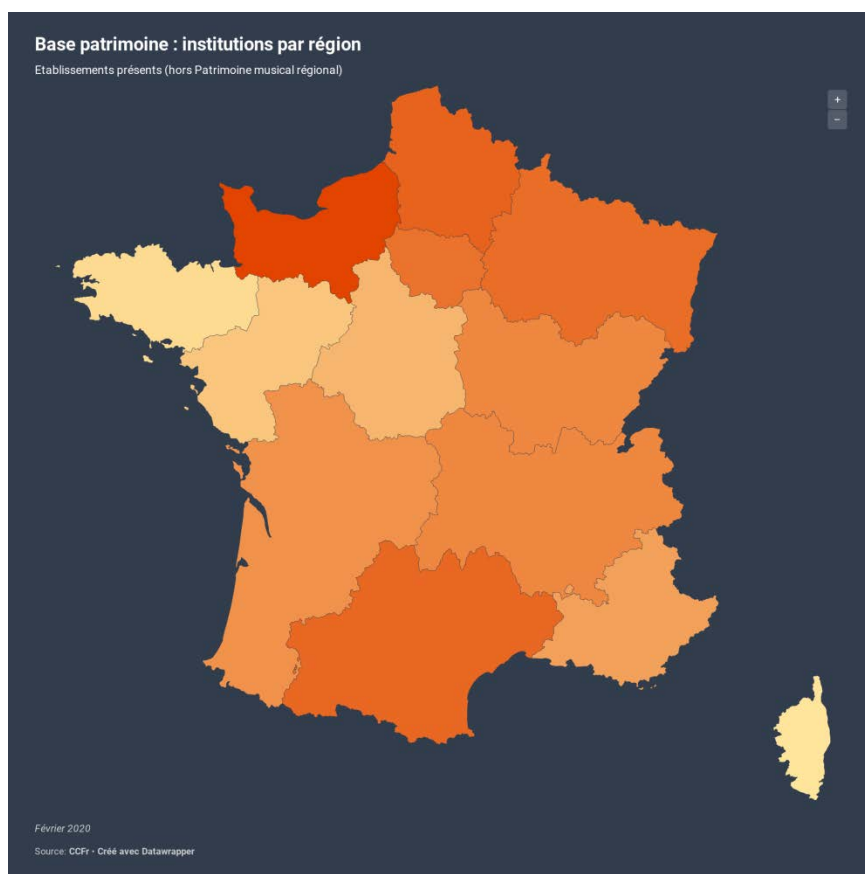 Base patrimoine : institutions par région
Etablissements présents (hors Patrimoine musical régional)
+
−
Février 2020
Source: CCFr • Créé avec Datawrapper